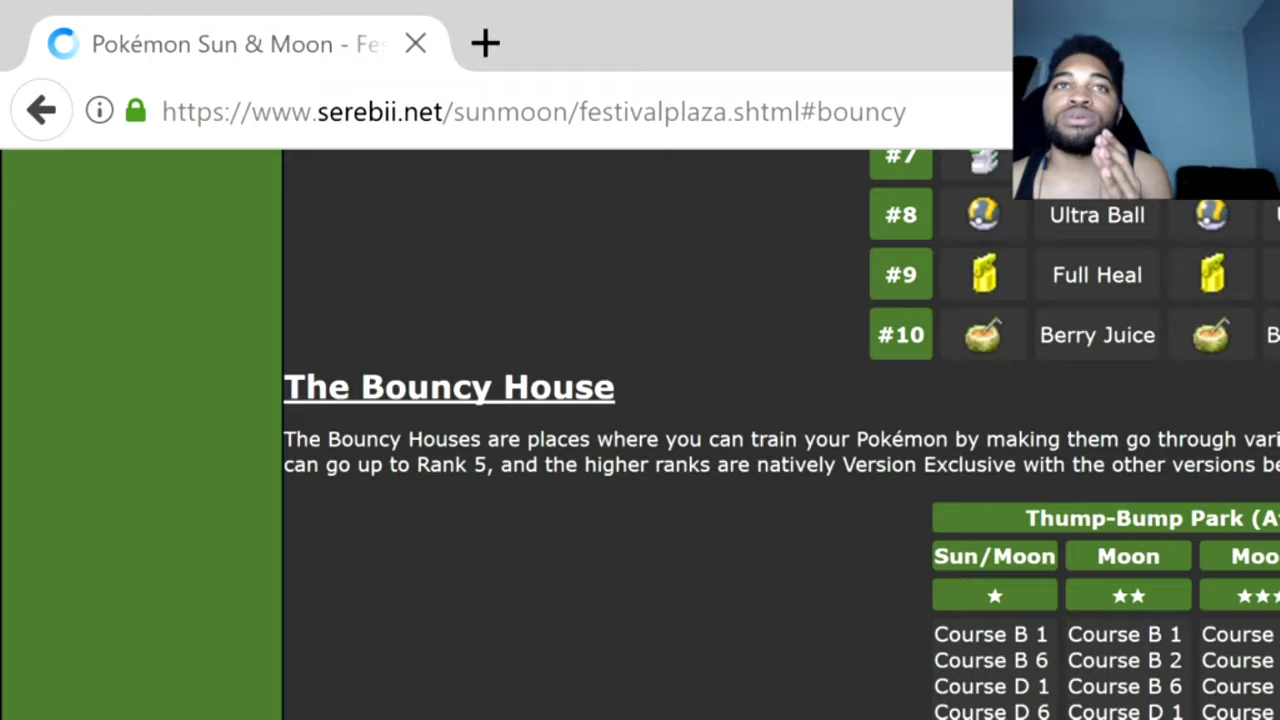 Pokémon Sun & Moon - Fes
https://www.serebii.net/sunmoon/festivalplaza.shtml#bouncy
#7
#8 Ultra Ball
#9 Full Heal
#10 Berry Juice B
The Bouncy House
The Bouncy Houses are places where you can train your Pokémon by making them go through vari
can go up to Rank 5, and the higher ranks are natively Version Exclusive with the other versions be
Thump-Bump Park (A
Sun/Moon Moon Moo
★ ★★ ★★★
Course B 1 Course B 1 Course
Course B 6 Course B 2 Course
Course D 1 Course B 6 Course
Course D 6 Course D 1 Course